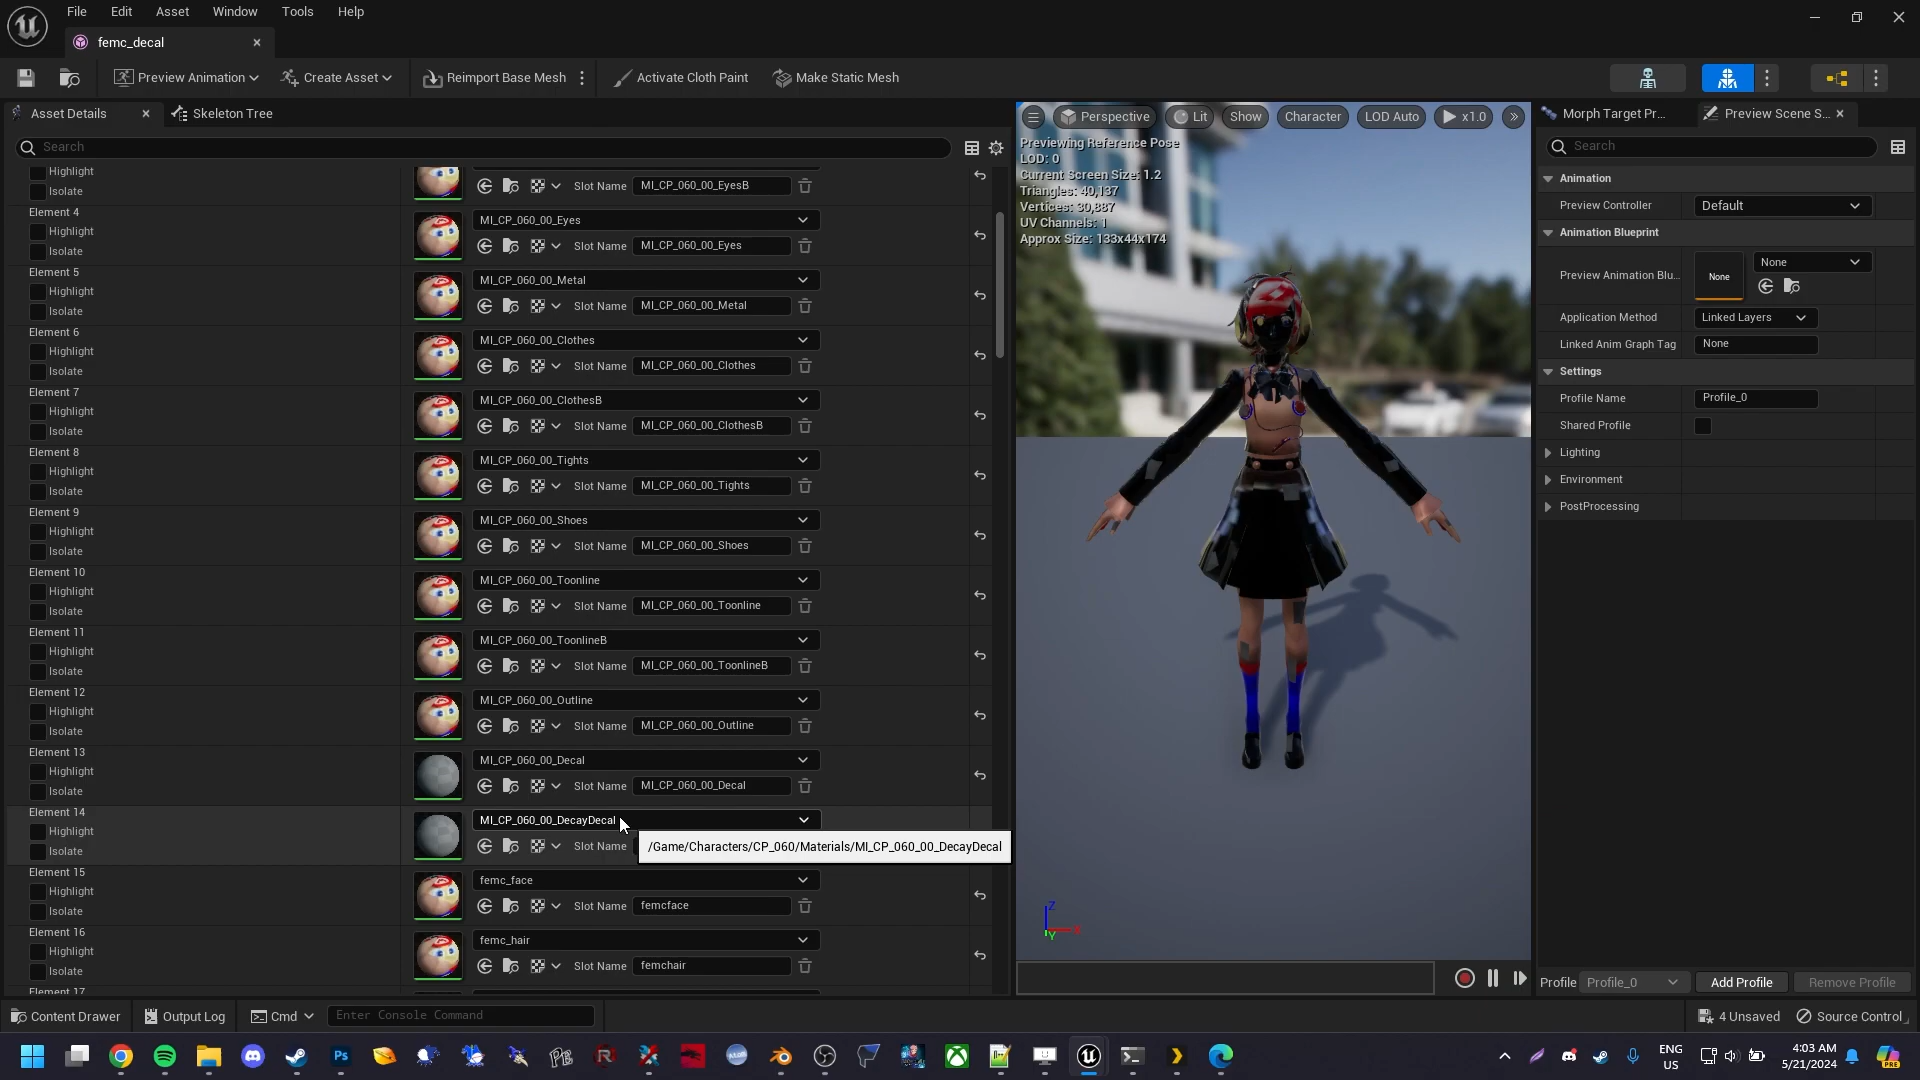 File Edit Asset Window Tools Help
femc_decal
Preview Animation Create Asset Reimport Base Mesh Activate Cloth Paint Make Static Mesh
Asset Details Skeleton Tree
Search
Highlight
Isolate
Slot Name MI_CP_060_00_EyesB
Element 4
Highlight
Isolate
MI_CP_060_00_Eyes
Slot Name MI_CP_060_00_Eyes
Element 5
Highlight
Isolate
MI_CP_060_00_Metal
Slot Name MI_CP_060_00_Metal
Element 6
Highlight
Isolate
MI_CP_060_00_Clothes
Slot Name MI_CP_060_00_Clothes
Element 7
Highlight
Isolate
MI_CP_060_00_ClothesB
Slot Name MI_CP_060_00_ClothesB
Element 8
Highlight
Isolate
MI_CP_060_00_Tights
Slot Name MI_CP_060_00_Tights
Element 9
Highlight
Isolate
MI_CP_060_00_Shoes
Slot Name MI_CP_060_00_Shoes
Element 10
Highlight
Isolate
MI_CP_060_00_Toonline
Slot Name MI_CP_060_00_Toonline
Element 11
Highlight
Isolate
MI_CP_060_00_ToonlineB
Slot Name MI_CP_060_00_ToonlineB
Element 12
Highlight
Isolate
MI_CP_060_00_Outline
Slot Name MI_CP_060_00_Outline
Element 13
Highlight
Isolate
MI_CP_060_00_Decal
Slot Name MI_CP_060_00_Decal
Element 14
Highlight
Isolate
MI_CP_060_00_DecayDecal
Slot Name
/Game/Characters/CP_060/Materials/MI_CP_060_00_DecayDecal
Element 15
Highlight
Isolate
femc_face
Slot Name femcface
Element 16
Highlight
Isolate
femc_hair
Slot Name femchair
Element 17
Perspective Lit Show Character LOD Auto x1.0
Previewing Reference Pose
LOD: 0
Current Screen Size: 1.2
Triangles: 40,137
Vertices: 30,887
UV Channels: 1
Approx Size: 133x44x174
Z
Y
Morph Target Pr... Preview Scene S...
Search
Animation
Preview Controller Default
Animation Blueprint
Preview Animation Blu... None None
Application Method Linked Layers
Linked Anim Graph Tag None
Settings
Profile Name Profile_0
Shared Profile
Lighting
Environment
PostProcessing
Profile Profile_0 Add Profile Remove Profile
Content Drawer Output Log Cmd Enter Console Command 4 Unsaved Source Control
Ps
ENG
US
4:03 AM
5/21/2024
PRE